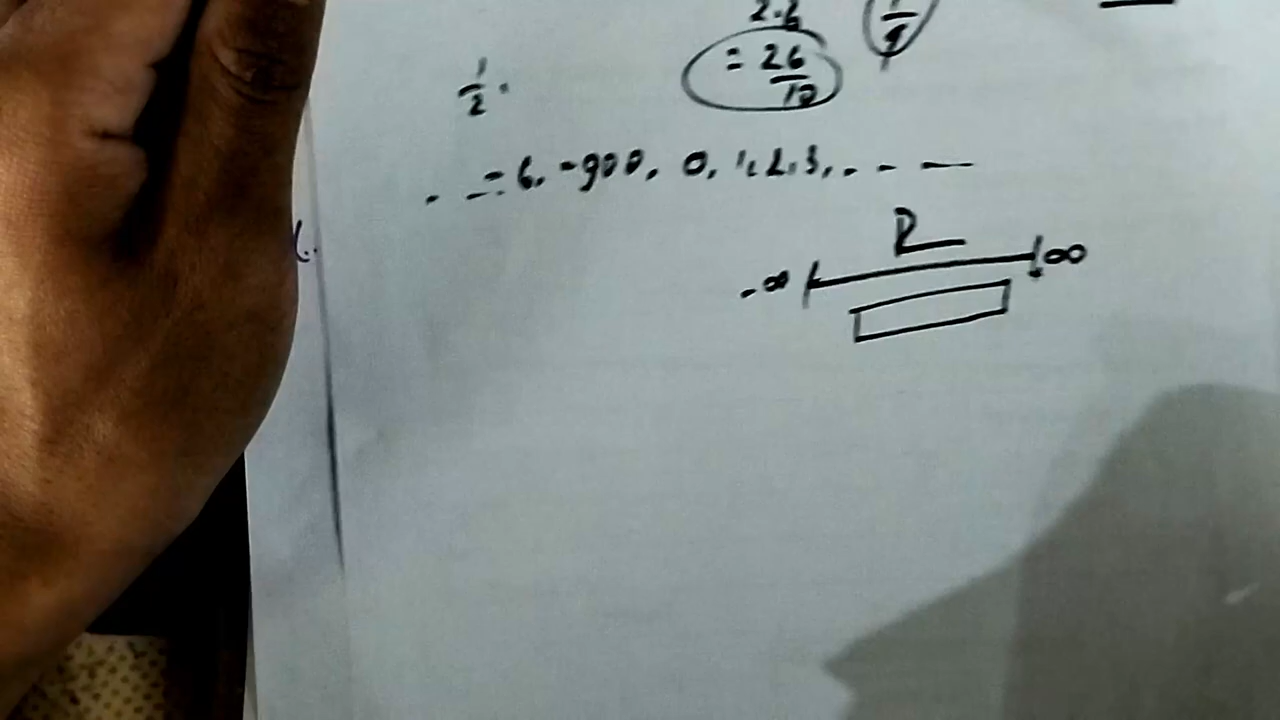 2.6
= 26/10
1/2
6, -900, 0, 1, 2, 3, . - -
R
-∞ ∞